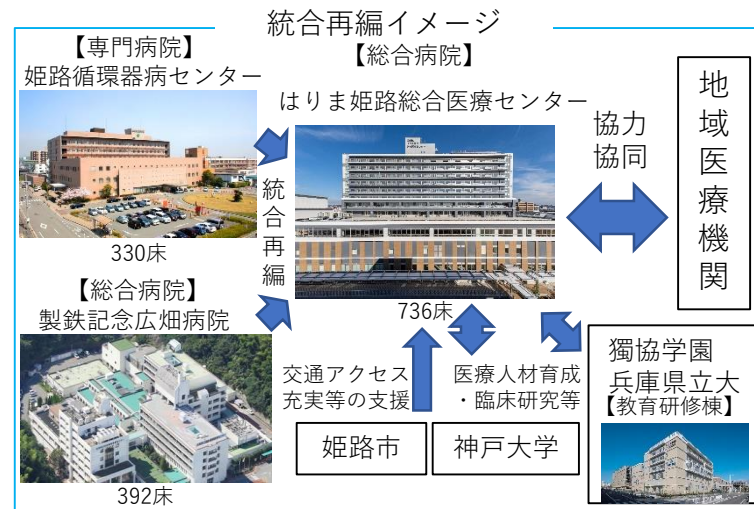 統合再編イメージ
【専門病院】
姫路循環器病センター
330床
【総合病院】
製鉄記念広畑病院
392床
統合再編
【総合病院】
はりま姫路総合医療センター
736床
協力
協同
地域医療機関
交通アクセス
充実等の支援
姫路市
医療人材育成
・臨床研究等
神戸大学
獨協学園
兵庫県立大
【教育研修棟】